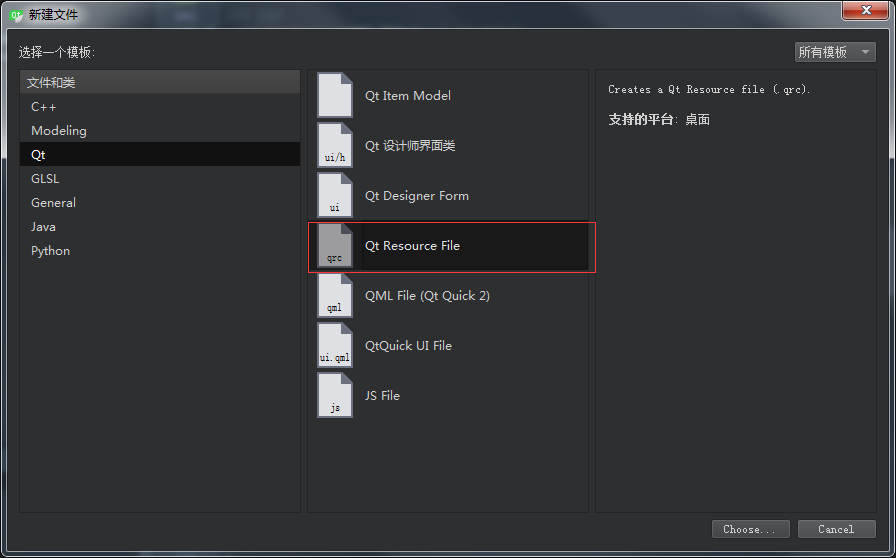 Qt 新建文件
选择一个模板:
所有模板
文件和类
C++
Modeling
Qt
GLSL
General
Java
Python
Qt Item Model
ui/h
Qt 设计师界面类
ui
Qt Designer Form
qrc
Qt Resource File
qml
QML File (Qt Quick 2)
ui.qml
QtQuick UI File
js
JS File
Creates a Qt Resource file (.qrc).
支持的平台: 桌面
Choose...
Cancel